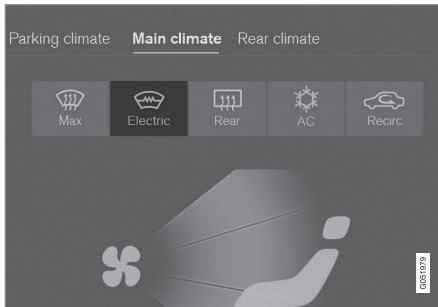 Parking climate Main climate Rear climate
Max Electric Rear AC Recirc
G051979